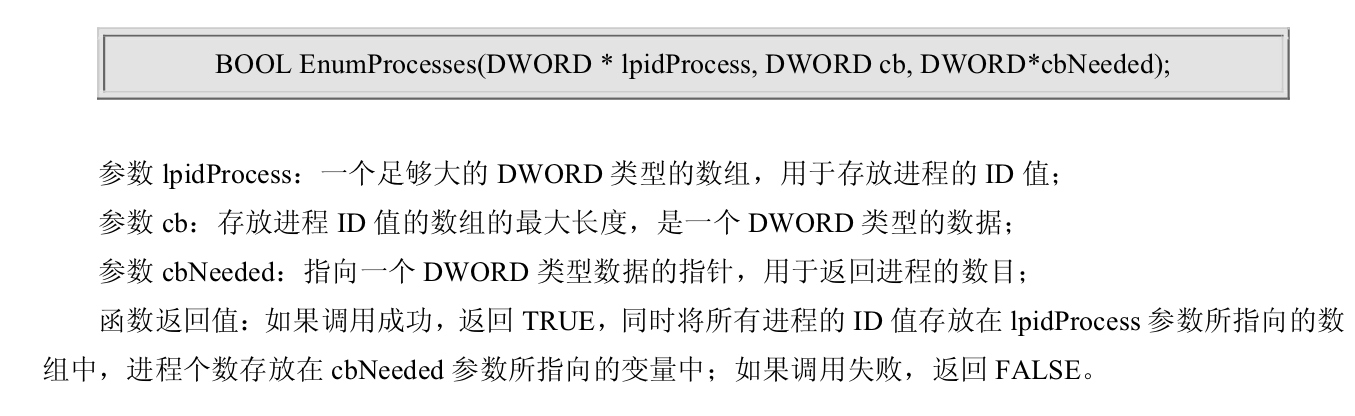 BOOL EnumProcesses(DWORD * lpidProcess, DWORD cb, DWORD*cbNeeded);
参数 lpidProcess：一个足够大的 DWORD 类型的数组，用于存放进程的 ID 值；
参数 cb：存放进程 ID 值的数组的最大长度，是一个 DWORD 类型的数据；
参数 cbNeeded：指向一个 DWORD 类型数据的指针，用于返回进程的数目；
函数返回值：如果调用成功，返回 TRUE，同时将所有进程的 ID 值存放在 lpidProcess 参数所指向的数
组中，进程个数存放在 cbNeeded 参数所指向的变量中；如果调用失败，返回 FALSE。